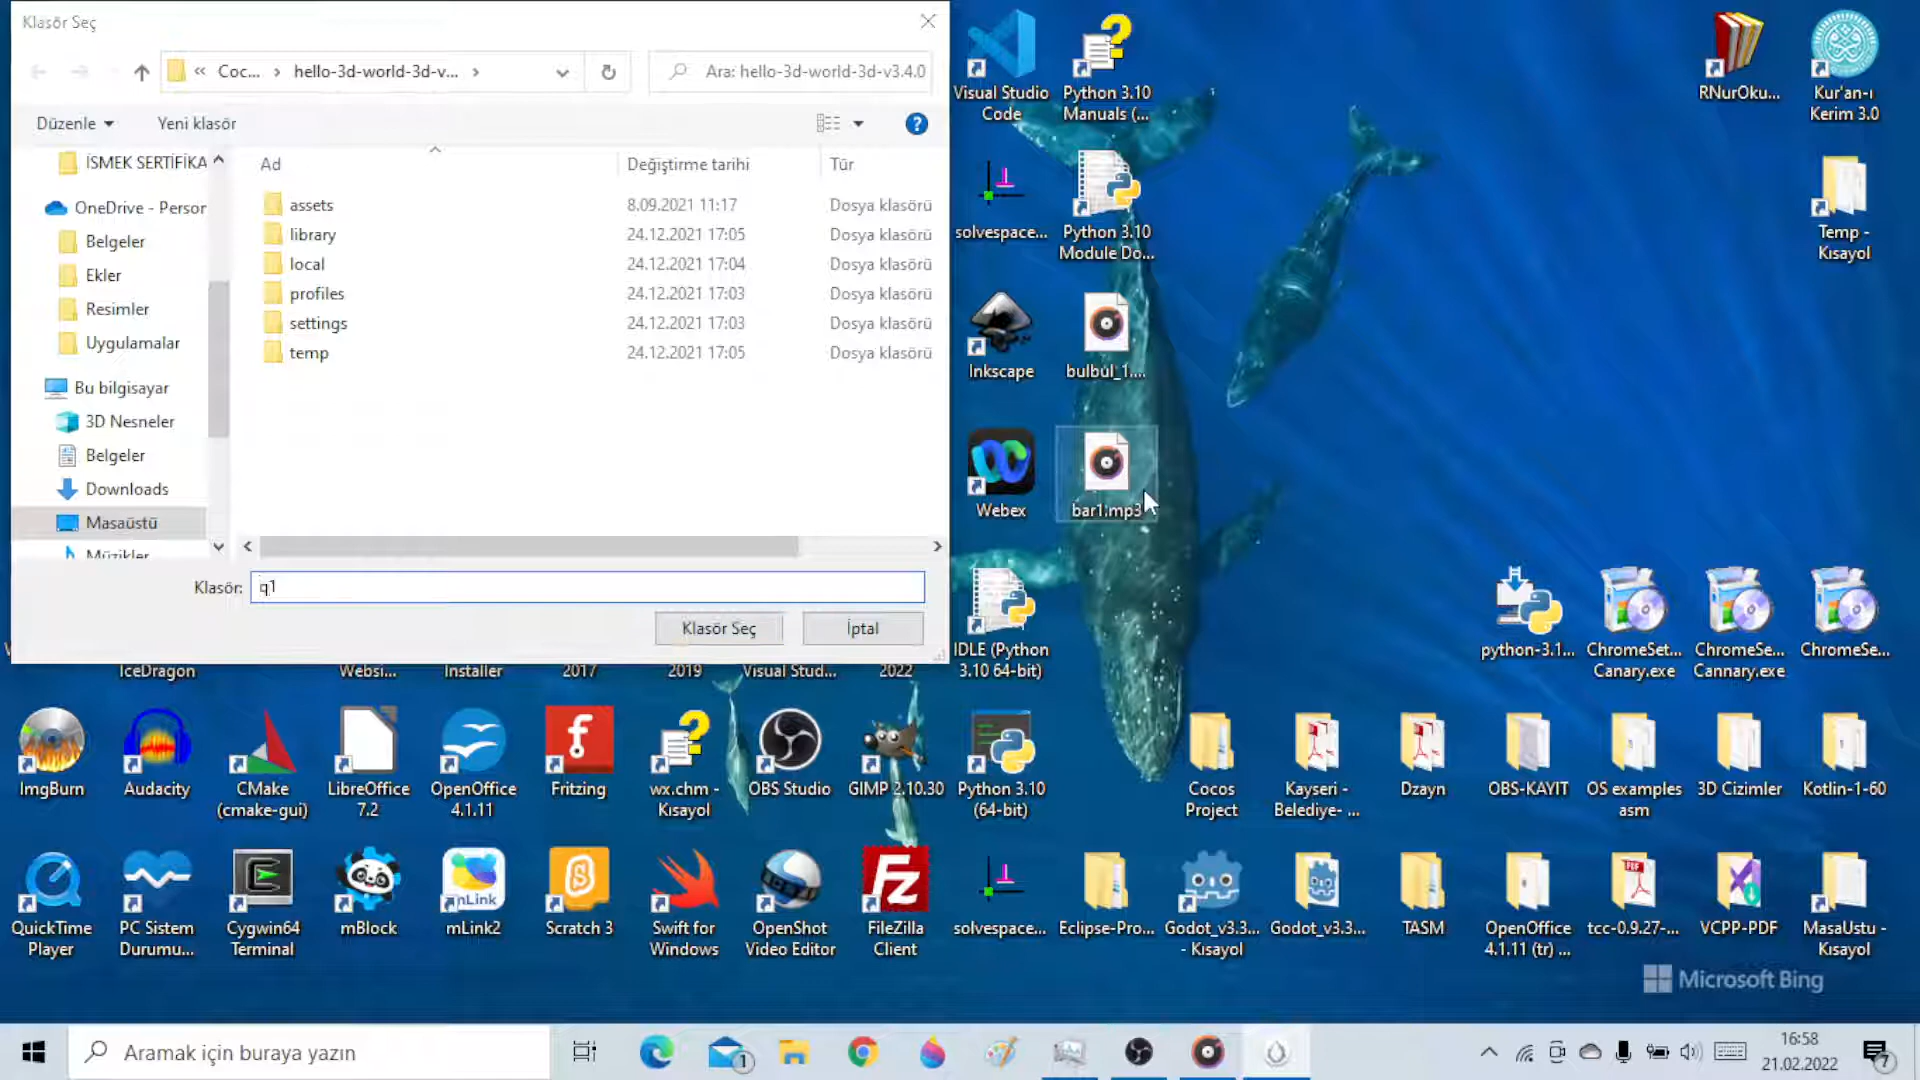 Klasör Seç
« Coc... › hello-3d-world-3d-v... ›
Ara: hello-3d-world-3d-v3.4.0
Düzenle
Yeni klasör
İSMEK SERTİFİKA
OneDrive - Person
Belgeler
Ekler
Resimler
Uygulamalar
Bu bilgisayar
3D Nesneler
Belgeler
Downloads
Masaüstü
Müzikler
Ad
Değiştirme tarihi
Tür
assets 8.09.2021 11:17 Dosya klasörü
library 24.12.2021 17:05 Dosya klasörü
local 24.12.2021 17:04 Dosya klasörü
profiles 24.12.2021 17:03 Dosya klasörü
settings 24.12.2021 17:03 Dosya klasörü
temp 24.12.2021 17:05 Dosya klasörü
Klasör: q1
Klasör Seç
İptal
Visual Studio
Code
Python 3.10
Manuals (...
RNurOku...
Kur'an-ı
Kerim 3.0
solvespace...
Python 3.10
Module Do...
Temp -
Kısayol
Inkscape
bulbul_1....
Webex
bar1.mp3
IDLE (Python
3.10 64-bit)
python-3.1...
ChromeSet...
Canary.exe
ChromeSe...
Cannary.exe
ChromeSe...
IceDragon
Websi...
Installer
2017
2019
Visual Stud...
2022
ImgBurn
Audacity
CMake
(cmake-gui)
LibreOffice
7.2
OpenOffice
4.1.11
Fritzing
wx.chm -
Kısayol
OBS Studio
GIMP 2.10.30
Python 3.10
(64-bit)
Cocos
Project
Kayseri -
Belediye- ...
Dzayn
OBS-KAYIT
OS examples
asm
3D Cizimler
Kotlin-1-60
QuickTime
Player
PC Sistem
Durumu...
Cygwin64
Terminal
mBlock
mLink
mLink2
Scratch 3
Swift for
Windows
OpenShot
Video Editor
FileZilla
Client
solvespace...
Eclipse-Pro...
Godot_v3.3...
- Kısayol
Godot_v3.3...
TASM
OpenOffice
4.1.11 (tr) ...
tcc-0.9.27-...
VCPP-PDF
MasaUstu -
Kısayol
Microsoft Bing
Aramak için buraya yazın
1
16:58
21.02.2022
7